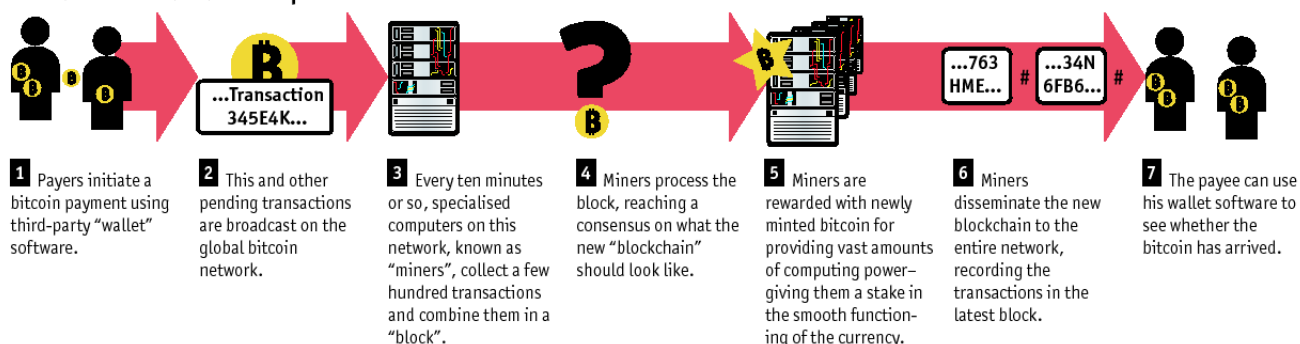 ...Transaction
345E4K...
...763
HME...
#
...34N
6FB6...
#
1 Payers initiate a
bitcoin payment using
third-party “wallet”
software.
2 This and other
pending transactions
are broadcast on the
global bitcoin
network.
3 Every ten minutes
or so, specialised
computers on this
network, known as
“miners”, collect a few
hundred transactions
and combine them in a
“block”.
4 Miners process the
block, reaching a
consensus on what the
new “blockchain”
should look like.
5 Miners are
rewarded with newly
minted bitcoin for
providing vast amounts
of computing power–
giving them a stake in
the smooth function-
ing of the currency.
6 Miners
disseminate the new
blockchain to the
entire network,
recording the
transactions in the
latest block.
7 The payee can use
his wallet software to
see whether the
bitcoin has arrived.